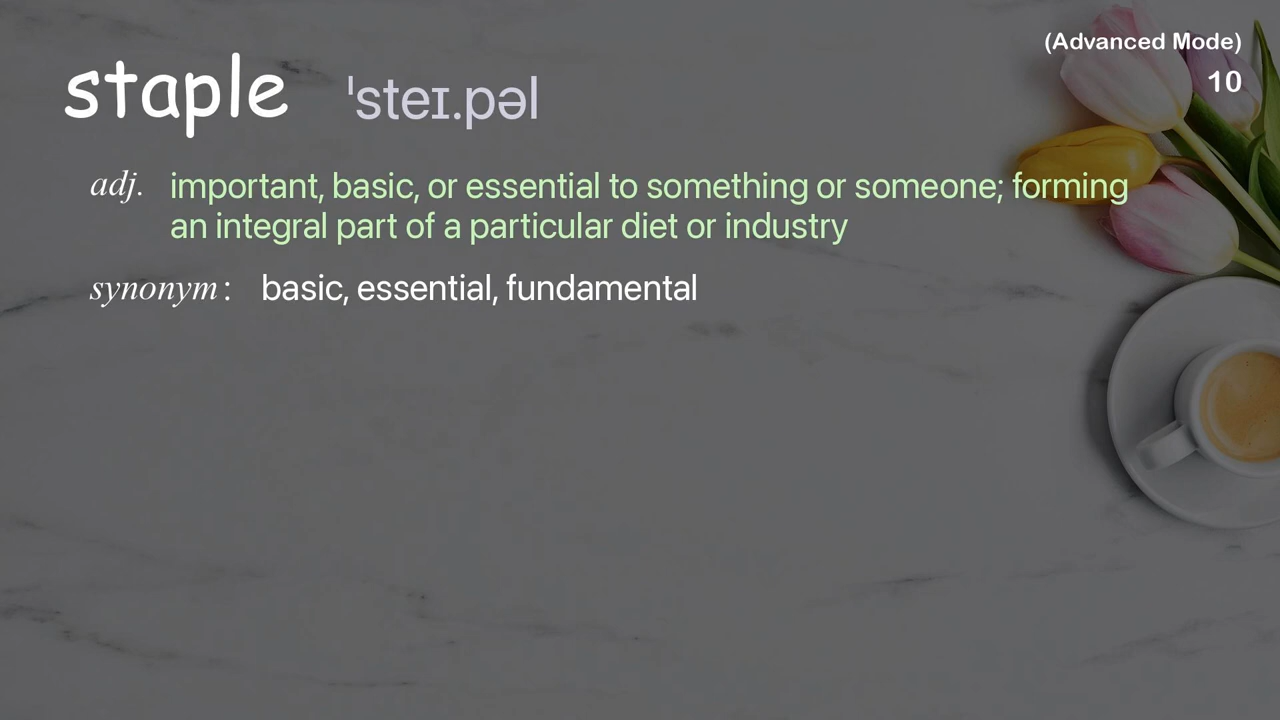 (Advanced Mode)
10
staple ˈsteɪ.pəl
adj. important, basic, or essential to something or someone; forming
an integral part of a particular diet or industry
synonym: basic, essential, fundamental